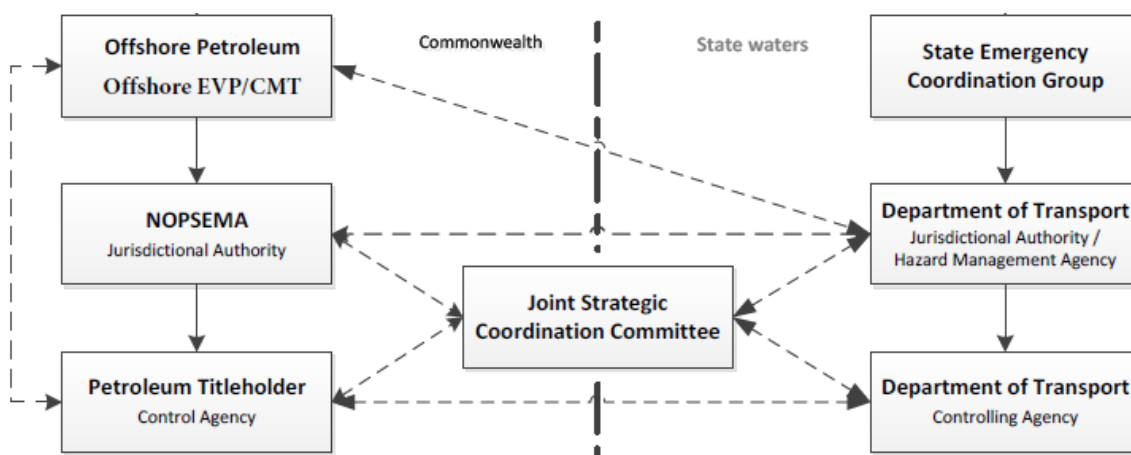 Offshore Petroleum
Offshore EVP/CMT
Commonwealth
State waters
State Emergency
Coordination Group
NOPSEMA
Jurisdictional Authority
Department of Transport
Jurisdictional Authority /
Hazard Management Agency
Joint Strategic
Coordination Committee
Petroleum Titleholder
Control Agency
Department of Transport
Controlling Agency